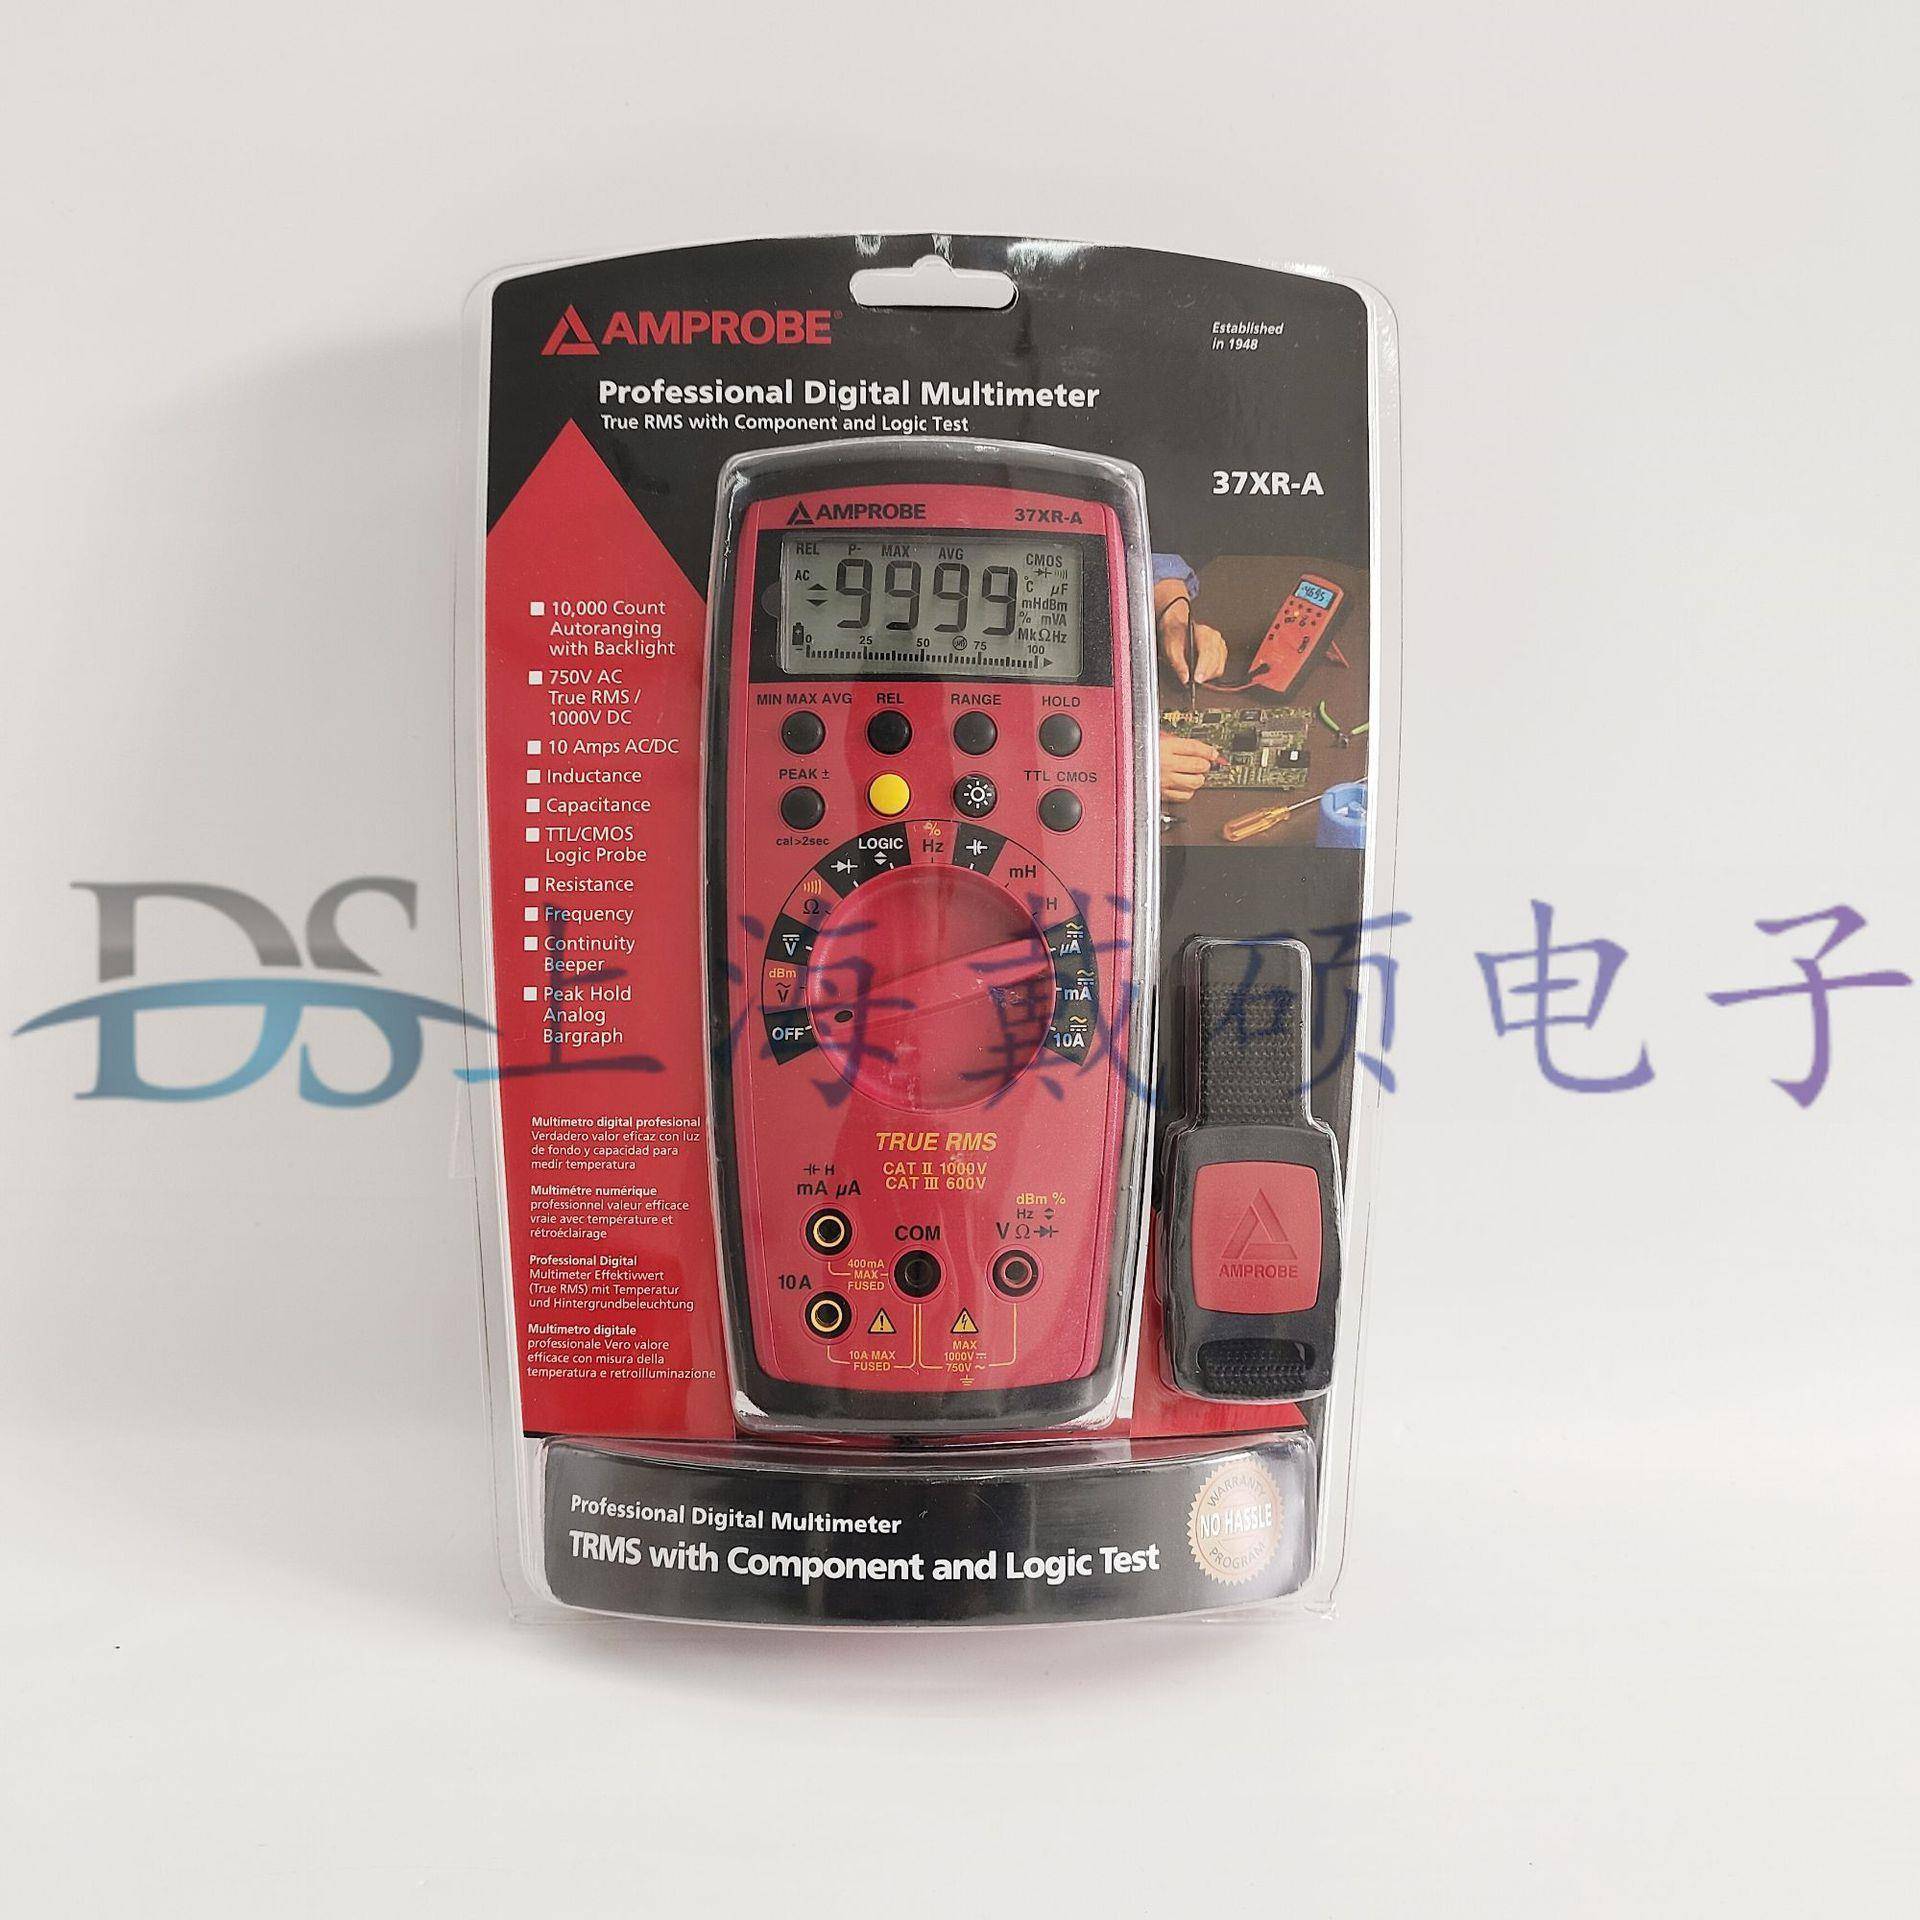 AMPROBE®
Established
in 1948
Professional Digital Multimeter
True RMS with Component and Logic Test
37XR-A
AMPROBE 37XR-A
REL P- MAX AVG CMOS
AC 9999 °C µF
mHdBm
% mVA
MkΩHz
0 25 50 75 100
MIN MAX AVG REL RANGE HOLD
PEAK ± TTL CMOS
cal>2sec
LOGIC
%
Hz
mH
H
Ω
V
dBm
V
OFF
µA
mA
10A
TRUE RMS
CAT II 1000V
CAT III 600V
H
mA µA
COM
dBm %
Hz
V Ω
400mA
MAX
FUSED
10A
10A MAX
FUSED
MAX
1000V
750V ~
10,000 Count
Autoranging
with Backlight
750V AC
True RMS /
1000V DC
10 Amps AC/DC
Inductance
Capacitance
TTL/CMOS
Logic Probe
Resistance
Frequency
Continuity
Beeper
Peak Hold
Analog
Bargraph
DS上海戴硕电子
Multímetro digital profesional
Verdadero valor eficaz con luz
de fondo y capacidad para
medir temperatura
Multimétre numérique
professionnel valeur efficace
vraie avec température et
rétroéclairage
Professional Digital
Multimeter Effektivwert
(True RMS) mit Temperatur
und Hintergrundbeleuchtung
Multimetro digitale
professionale Vero valore
efficace con misura della
temperatura e retroilluminazione
AMPROBE
Professional Digital Multimeter
TRMS with Component and Logic Test
WARRANTY
NO HASSLE
PROGRAM